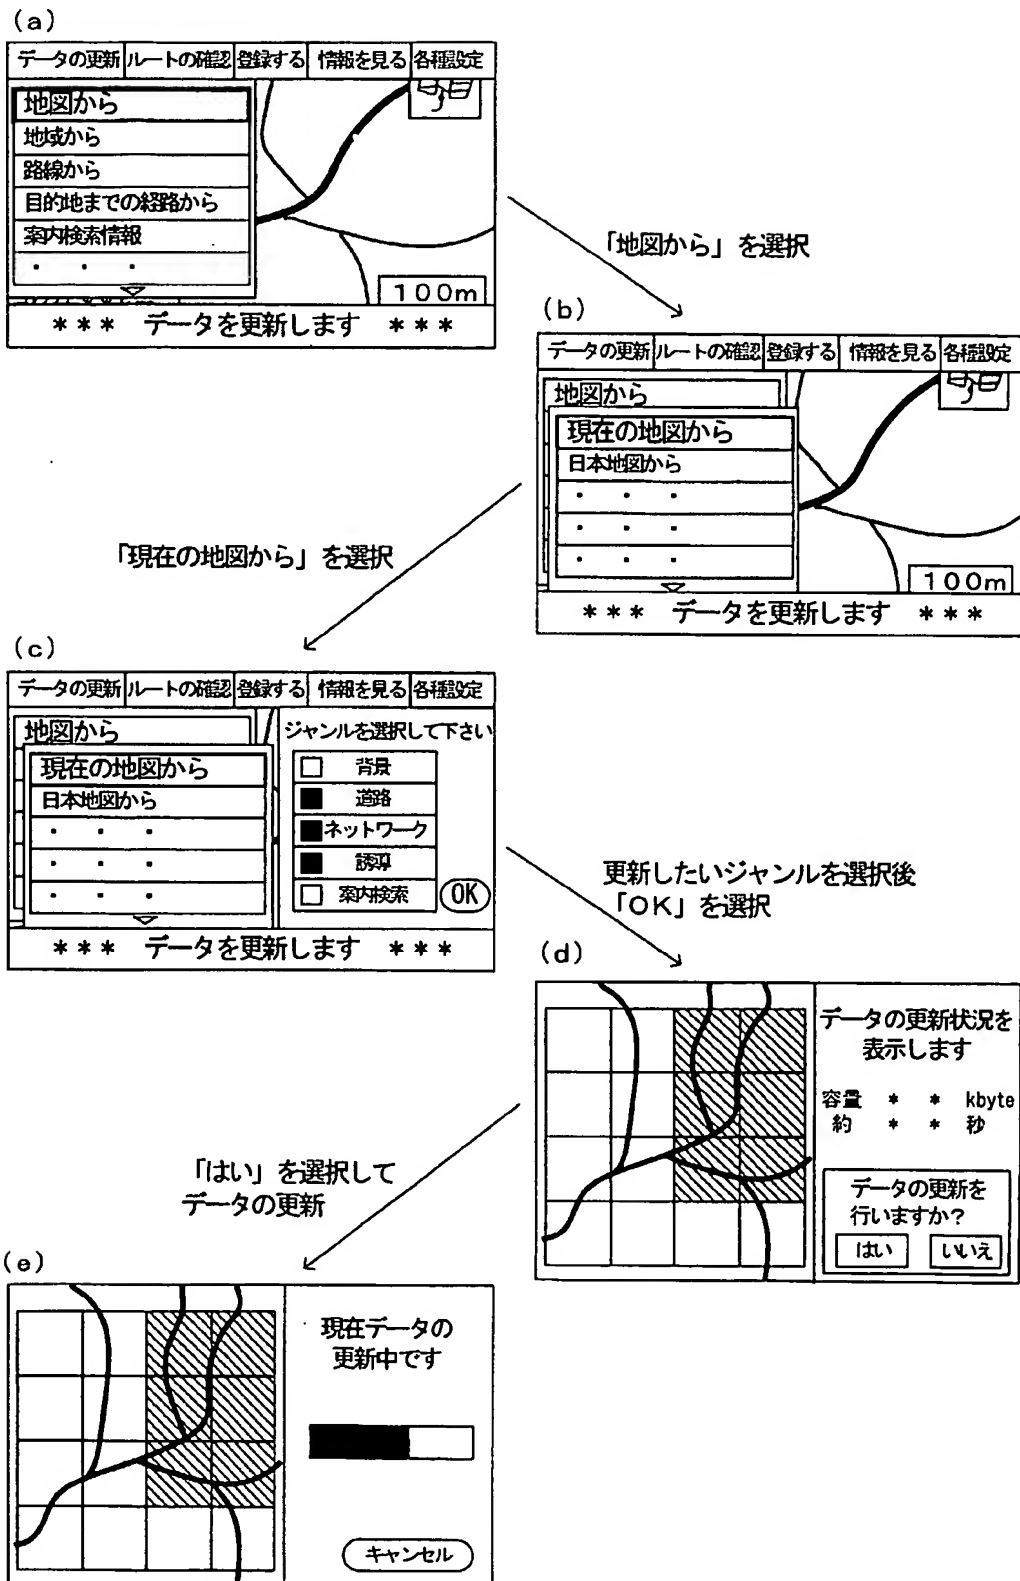 (a)
データの更新 ルートの確認 登録する 情報を見る 各種設定
地図から
地域から
路線から
目的地までの経路から
案内検索情報
・ ・ ・
100m
*** データを更新します ***
「地図から」を選択
(b)
データの更新 ルートの確認 登録する 情報を見る 各種設定
地図から
現在の地図から
日本地図から
・ ・ ・
・ ・ ・
・ ・ ・
100m
*** データを更新します ***
「現在の地図から」を選択
(c)
データの更新 ルートの確認 登録する 情報を見る 各種設定
地図から
現在の地図から
日本地図から
・ ・ ・
・ ・ ・
・ ・ ・
ジャンルを選択して下さい
背景
道路
ネットワーク
誘導
案内検索
OK
*** データを更新します ***
更新したいジャンルを選択後
「OK」を選択
(d)
データの更新状況を
表示します
容量 * * kbyte
約 * * 秒
データの更新を
行いますか?
はい いいえ
「はい」を選択して
データの更新
(e)
現在データの
更新中です
キャンセル